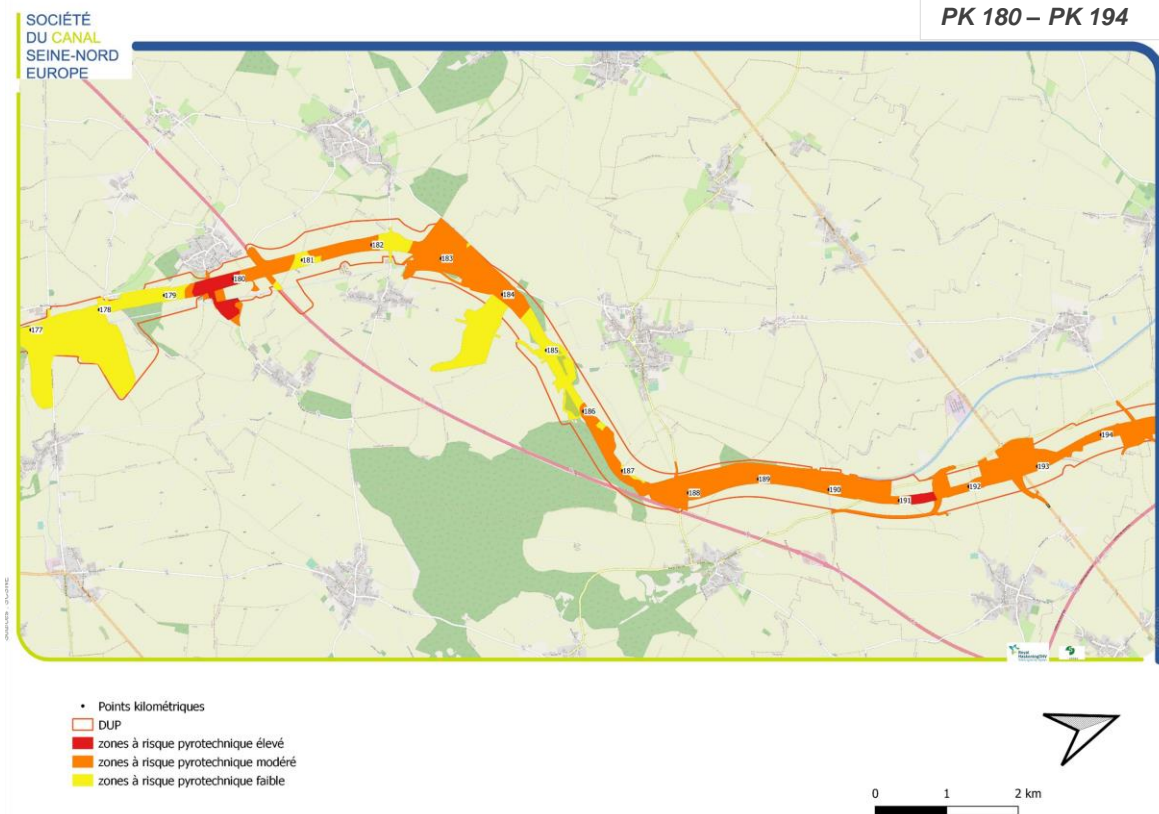 PK 180 – PK 194
SOCIÉTÉ
DU CANAL
SEINE-NORD
EUROPE
177
178
179
180
181
182
183
184
185
186
187
188
189
190
191
192
193
194
Points kilométriques
DUP
zones à risque pyrotechnique élevé
zones à risque pyrotechnique modéré
zones à risque pyrotechnique faible
0 1 2 km